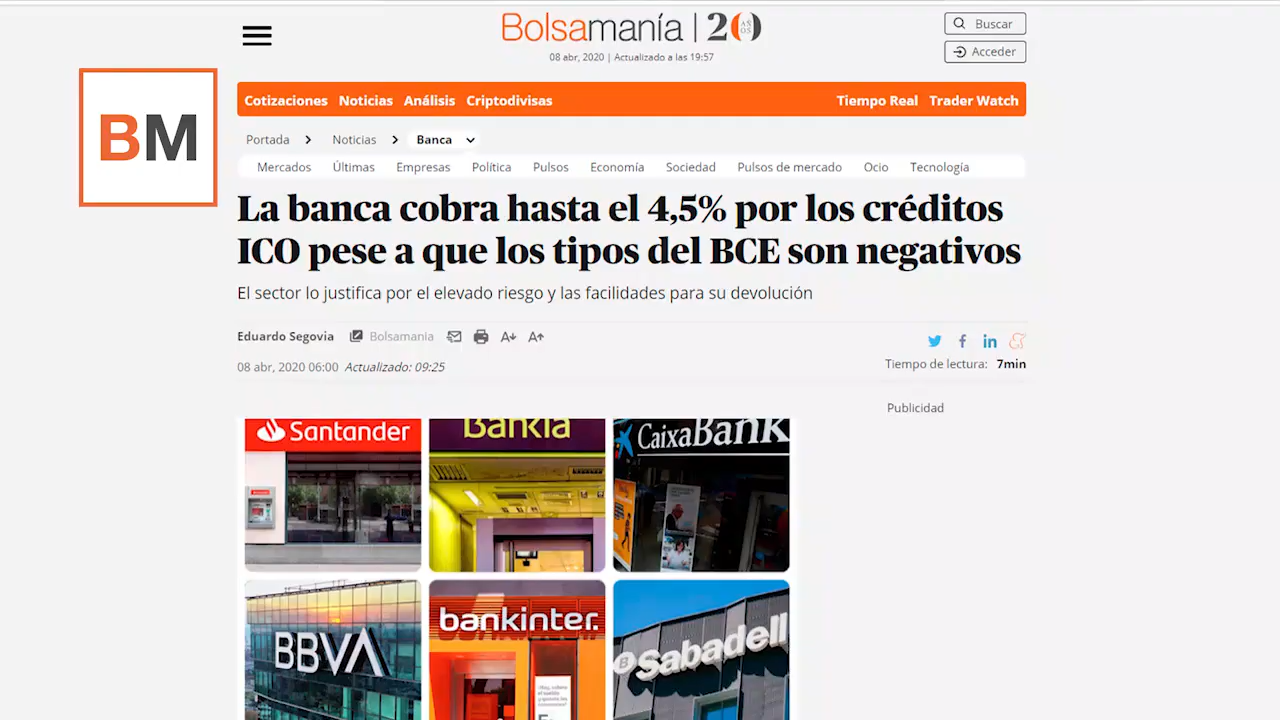 Bolsamanía | 20 AÑOS
Buscar
08 abr, 2020 | Actualizado a las 19:57
Acceder
BM
Cotizaciones Noticias Análisis Criptodivisas Tiempo Real Trader Watch
Portada Noticias Banca
Mercados Últimas Empresas Política Pulsos Economía Sociedad Pulsos de mercado Ocio Tecnología
La banca cobra hasta el 4,5% por los créditos
ICO pese a que los tipos del BCE son negativos
El sector lo justifica por el elevado riesgo y las facilidades para su devolución
Eduardo Segovia Bolsamania A A
Tiempo de lectura: 7min
08 abr, 2020 06:00 Actualizado: 09:25
Publicidad
Santander
Bankia
CaixaBank
BBVA
bankinter.
Sabadell